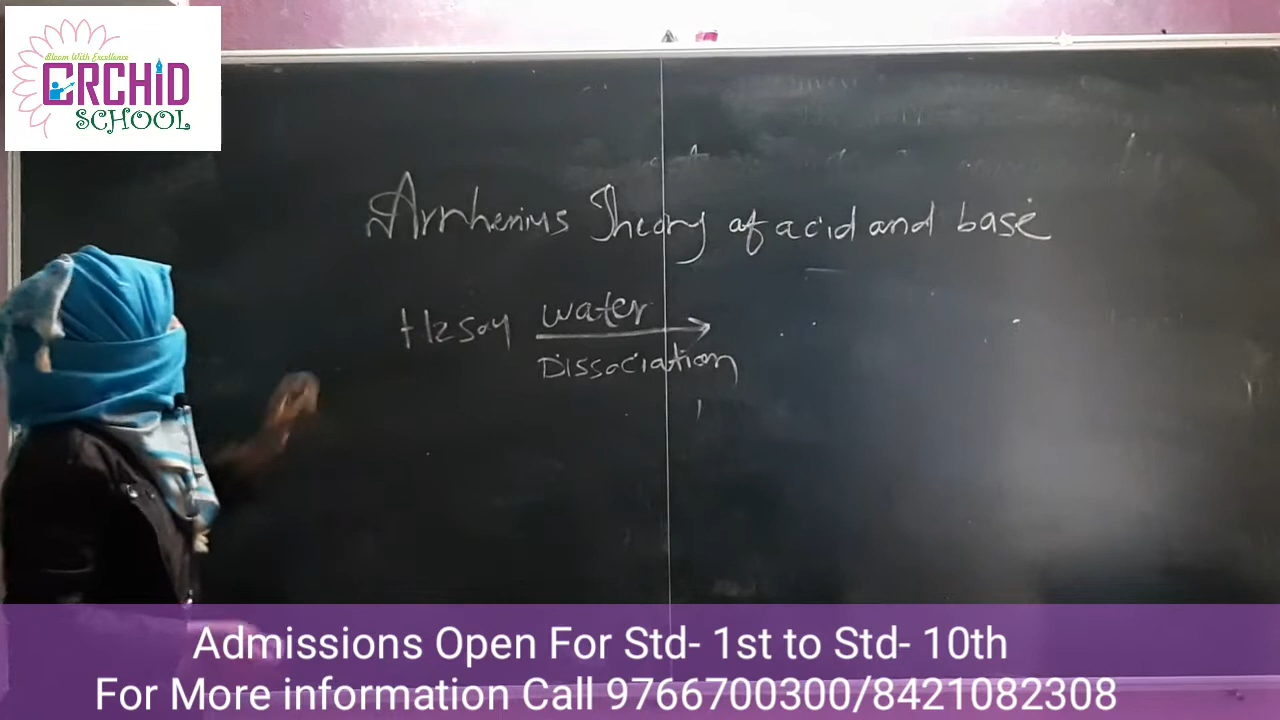 Bloom With Excellence
ORCHID
SCHOOL
Arrhenius Theory of acid and base
H2SO4 water
Dissociation
Admissions Open For Std- 1st to Std- 10th
For More information Call 9766700300/8421082308